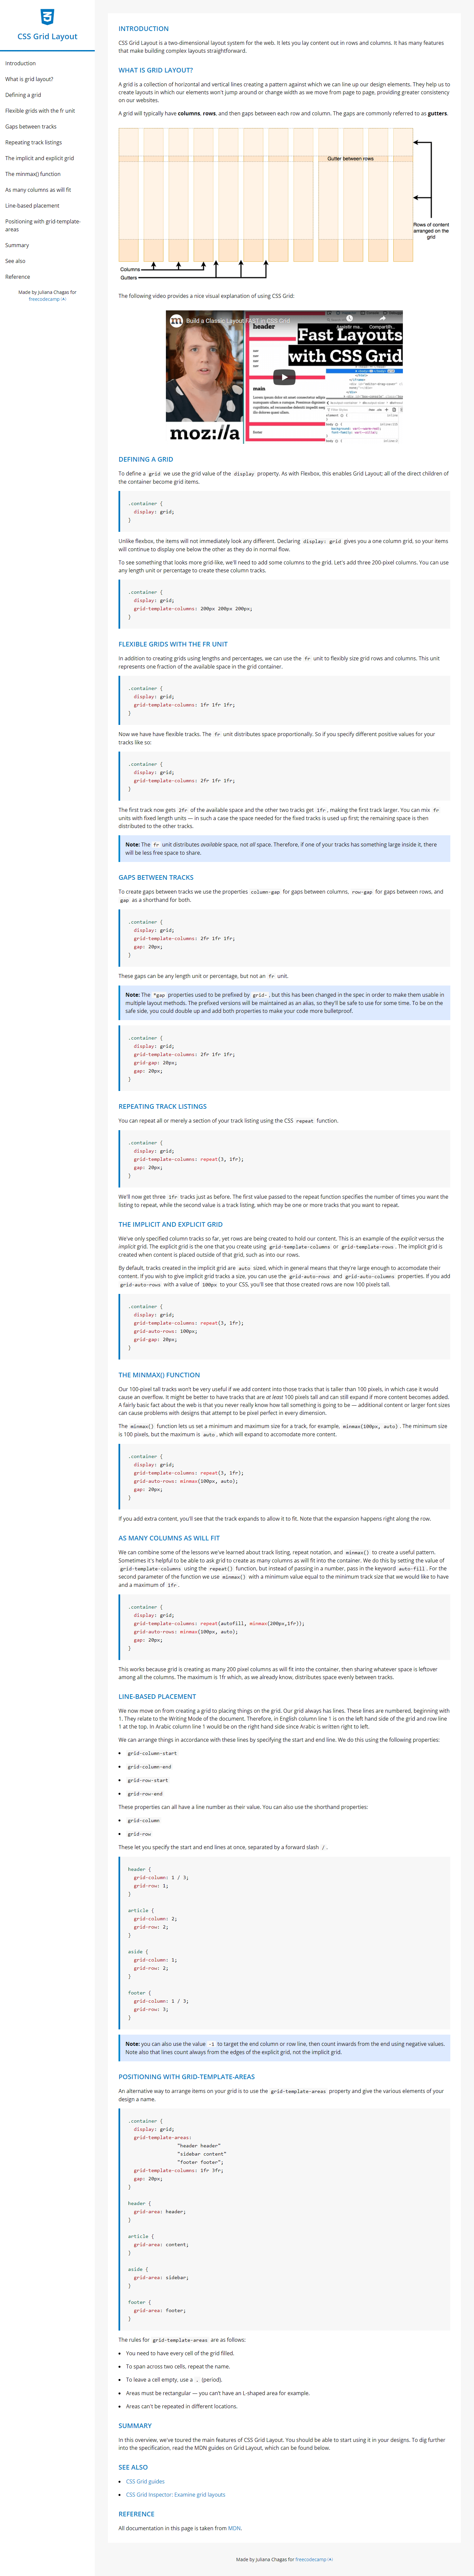 CSS Grid Layout
Introduction
What is grid layout?
Defining a grid
Flexible grids with the fr unit
Gaps between tracks
Repeating track listings
The implicit and explicit grid
The minmax() function
As many columns as will fit
Line-based placement
Positioning with grid-template-
areas
Summary
See also
Reference
Made by Juliana Chagas for
freecodecamp
INTRODUCTION
CSS Grid Layout is a two-dimensional layout system for the web. It lets you lay content out in rows and columns. It has many features
that make building complex layouts straightforward.
WHAT IS GRID LAYOUT?
A grid is a collection of horizontal and vertical lines creating a pattern against which we can line up our design elements. They help us to
create layouts in which our elements won't jump around or change width as we move from page to page, providing greater consistency
on our websites.
A grid will typically have columns, rows, and then gaps between each row and column. The gaps are commonly referred to as gutters.
Gutter between rows
Rows of content
arranged on the
grid
Columns
Gutters
The following video provides a nice visual explanation of using CSS Grid:
Build a Classic Layout FAST in CSS Grid
Assistir mai...
Compartilh...
header
Fast Layouts
with CSS Grid
main
footer
moz://a
DEFINING A GRID
To define a grid we use the grid value of the display property. As with Flexbox, this enables Grid Layout; all of the direct children of
the container become grid items.
.container {
display: grid;
}
Unlike flexbox, the items will not immediately look any different. Declaring display: grid gives you a one column grid, so your items
will continue to display one below the other as they do in normal flow.
To see something that looks more grid-like, we'll need to add some columns to the grid. Let's add three 200-pixel columns. You can use
any length unit or percentage to create these column tracks.
.container {
display: grid;
grid-template-columns: 200px 200px 200px;
}
FLEXIBLE GRIDS WITH THE FR UNIT
In addition to creating grids using lengths and percentages, we can use the fr unit to flexibly size grid rows and columns. This unit
represents one fraction of the available space in the grid container.
.container {
display: grid;
grid-template-columns: 1fr 1fr 1fr;
}
Now we have have flexible tracks. The fr unit distributes space proportionally. So if you specify different positive values for your
tracks like so:
.container {
display: grid;
grid-template-columns: 2fr 1fr 1fr;
}
The first track now gets 2fr of the available space and the other two tracks get 1fr, making the first track larger. You can mix fr
units with fixed length units — in such a case the space needed for the fixed tracks is used up first; the remaining space is then
distributed to the other tracks.
Note: The fr unit distributes available space, not all space. Therefore, if one of your tracks has something large inside it, there
will be less free space to share.
GAPS BETWEEN TRACKS
To create gaps between tracks we use the properties column-gap for gaps between columns, row-gap for gaps between rows, and
gap as a shorthand for both.
.container {
display: grid;
grid-template-columns: 2fr 1fr 1fr;
gap: 20px;
}
These gaps can be any length unit or percentage, but not an fr unit.
Note: The *gap properties used to be prefixed by grid-, but this has been changed in the spec in order to make them usable in
multiple layout methods. The prefixed versions will be maintained as an alias, so they'll be safe to use for some time. To be on the
safe side, you could double up and add both properties to make your code more bulletproof.
.container {
display: grid;
grid-template-columns: 2fr 1fr 1fr;
grid-gap: 20px;
gap: 20px;
}
REPEATING TRACK LISTINGS
You can repeat all or merely a section of your track listing using the CSS repeat function.
.container {
display: grid;
grid-template-columns: repeat(3, 1fr);
gap: 20px;
}
We'll now get three 1fr tracks just as before. The first value passed to the repeat function specifies the number of times you want the
listing to repeat, while the second value is a track listing, which may be one or more tracks that you want to repeat.
THE IMPLICIT AND EXPLICIT GRID
We've only specified column tracks so far, yet rows are being created to hold our content. This is an example of the explicit versus the
implicit grid. The explicit grid is the one that you create using grid-template-columns or grid-template-rows. The implicit grid is
created when content is placed outside of that grid, such as into our rows.
By default, tracks created in the implicit grid are auto sized, which in general means that they're large enough to accomodate their
content. If you wish to give implicit grid tracks a size, you can use the grid-auto-rows and grid-auto-columns properties. If you add
grid-auto-rows with a value of 100px to your CSS, you'll see that those created rows are now 100 pixels tall.
.container {
display: grid;
grid-template-columns: repeat(3, 1fr);
grid-auto-rows: 100px;
grid-gap: 20px;
}
THE MINMAX() FUNCTION
Our 100-pixel tall tracks won't be very useful if we add content into those tracks that is taller than 100 pixels, in which case it would
cause an overflow. It might be better to have tracks that are at least 100 pixels tall and can still expand if more content becomes added.
A fairly basic fact about the web is that you never really know how tall something is going to be — additional content or larger font sizes
can cause problems with designs that attempt to be pixel perfect in every dimension.
The minmax() function lets us set a minimum and maximum size for a track, for example, minmax(100px, auto). The minimum size
is 100 pixels, but the maximum is auto, which will expand to accomodate more content.
.container {
display: grid;
grid-template-columns: repeat(3, 1fr);
grid-auto-rows: minmax(100px, auto);
gap: 20px;
}
If you add extra content, you'll see that the track expands to allow it to fit. Note that the expansion happens right along the row.
AS MANY COLUMNS AS WILL FIT
We can combine some of the lessons we've learned about track listing, repeat notation, and minmax() to create a useful pattern.
Sometimes it's helpful to be able to ask grid to create as many columns as will fit into the container. We do this by setting the value of
grid-template-columns using the repeat() function, but instead of passing in a number, pass in the keyword auto-fill. For the
second parameter of the function we use minmax() with a minimum value equal to the minimum track size that we would like to have
and a maximum of 1fr.
.container {
display: grid;
grid-template-columns: repeat(autofill, minmax(200px,1fr));
grid-auto-rows: minmax(100px, auto);
gap: 20px;
}
This works because grid is creating as many 200 pixel columns as will fit into the container, then sharing whatever space is leftover
among all the columns. The maximum is 1fr which, as we already know, distributes space evenly between tracks.
LINE-BASED PLACEMENT
We now move on from creating a grid to placing things on the grid. Our grid always has lines. These lines are numbered, beginning with
1. They relate to the Writing Mode of the document. Therefore, in English column line 1 is on the left hand side of the grid and row line
1 at the top. In Arabic column line 1 would be on the right hand side since Arabic is written right to left.
We can arrange things in accordance with these lines by specifying the start and end line. We do this using the following properties:
• grid-column-start
• grid-column-end
• grid-row-start
• grid-row-end
These properties can all have a line number as their value. You can also use the shorthand properties:
• grid-column
• grid-row
These let you specify the start and end lines at once, separated by a forward slash /.
header {
grid-column: 1 / 3;
grid-row: 1;
}
article {
grid-column: 2;
grid-row: 2;
}
aside {
grid-column: 1;
grid-row: 2;
}
footer {
grid-column: 1 / 3;
grid-row: 3;
}
Note: you can also use the value -1 to target the end column or row line, then count inwards from the end using negative values.
Note also that lines count always from the edges of the explicit grid, not the implicit grid.
POSITIONING WITH GRID-TEMPLATE-AREAS
An alternative way to arrange items on your grid is to use the grid-template-areas property and give the various elements of your
design a name.
.container {
display: grid;
grid-template-areas:
"header header"
"sidebar content"
"footer footer";
grid-template-columns: 1fr 3fr;
gap: 20px;
}
header {
grid-area: header;
}
article {
grid-area: content;
}
aside {
grid-area: sidebar;
}
footer {
grid-area: footer;
}
The rules for grid-template-areas are as follows:
• You need to have every cell of the grid filled.
• To span across two cells, repeat the name.
• To leave a cell empty, use a . (period).
• Areas must be rectangular — you can't have an L-shaped area for example.
• Areas can't be repeated in different locations.
SUMMARY
In this overview, we've toured the main features of CSS Grid Layout. You should be able to start using it in your designs. To dig further
into the specification, read the MDN guides on Grid Layout, which can be found below.
SEE ALSO
• CSS Grid guides
• CSS Grid Inspector: Examine grid layouts
REFERENCE
All documentation in this page is taken from MDN.
Made by Juliana Chagas for freecodecamp